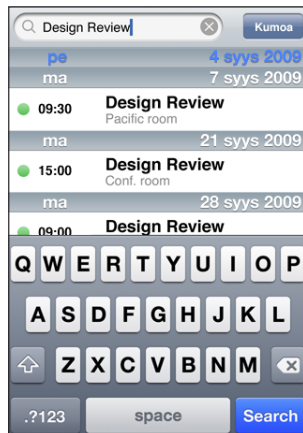 Design Review
Kumoa
pe 4 syys 2009
ma 7 syys 2009
09:30 Design Review
Pacific room
ma 21 syys 2009
15:00 Design Review
Conf. room
ma 28 syys 2009
09:00 Design Review
Q W E R T Y U I O P
A S D F G H J K L
Z X C V B N M
.?123 space Search